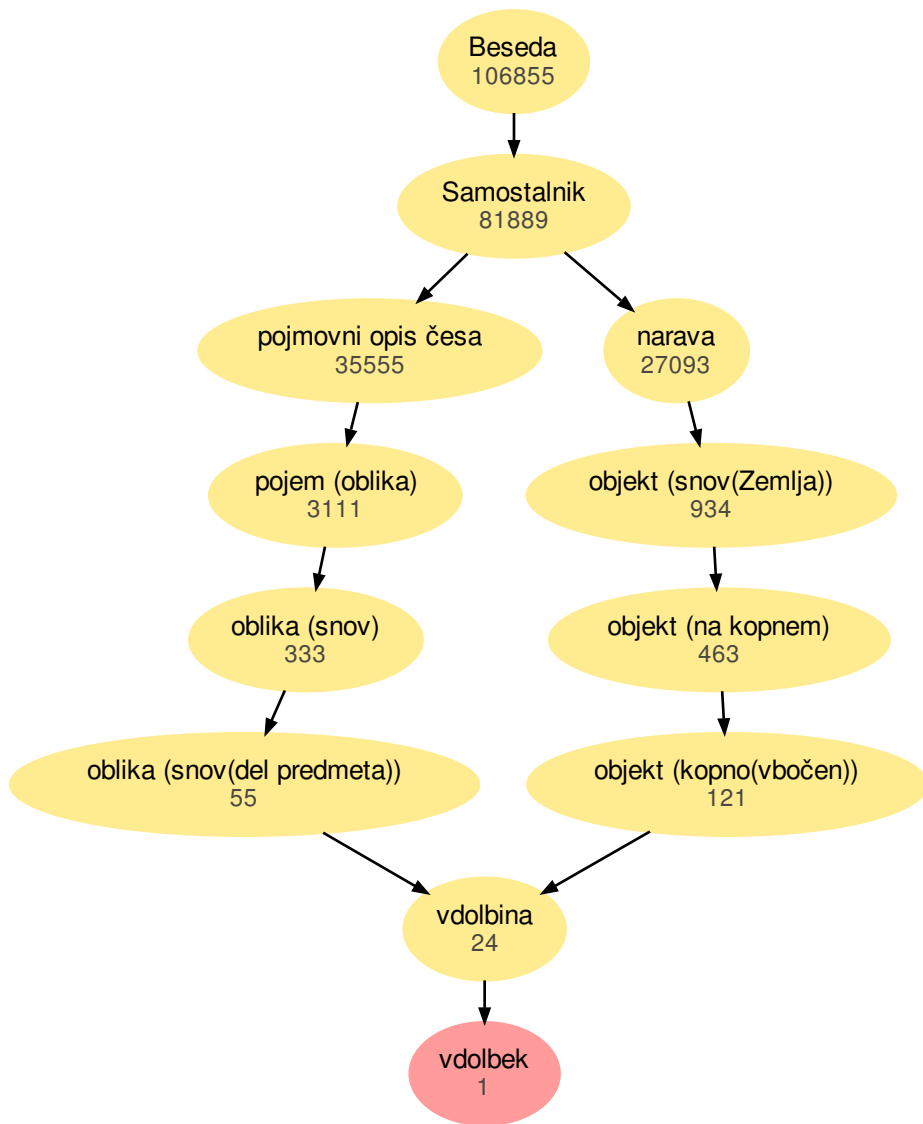 Beseda
106855
Samostalnik
81889
pojmovni opis česa
35555
narava
27093
pojem (oblika)
3111
objekt (snov(Zemlja))
934
oblika (snov)
333
objekt (na kopnem)
463
oblika (snov(del predmeta))
55
objekt (kopno(vbočen))
121
vdolbina
24
vdolbek
1